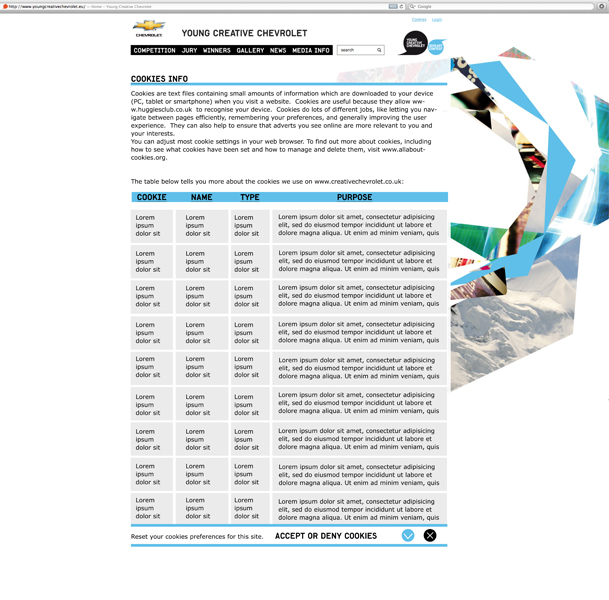 http://www.youngcreativechevrolet.eu/ — Home – Young Creative Chevrolet
Google
Cookies Login
CHEVROLET
YOUNG CREATIVE CHEVROLET
YOUNG
CREATIVE
CHEVROLET
COMPETITION JURY WINNERS GALLERY NEWS MEDIA INFO
search
COOKIES INFO
Cookies are text files containing small amounts of information which are downloaded to your device
(PC, tablet or smartphone) when you visit a website. Cookies are useful because they allow ww-
w.huggiesclub.co.uk to recognise your device. Cookies do lots of different jobs, like letting you nav-
igate between pages efficiently, remembering your preferences, and generally improving the user
experience. They can also help to ensure that adverts you see online are more relevant to you and
your interests.
You can adjust most cookie settings in your web browser. To find out more about cookies, including
how to see what cookies have been set and how to manage and delete them, visit www.allabout-
cookies.org.
The table below tells you more about the cookies we use on www.creativechevrolet.co.uk:
COOKIE NAME TYPE PURPOSE
Lorem Lorem Lorem Lorem ipsum dolor sit amet, consectetur adipisicing
ipsum ipsum ipsum elit, sed do eiusmod tempor incididunt ut labore et
dolor sit dolor sit dolor sit dolore magna aliqua. Ut enim ad minim veniam, quis
Lorem Lorem Lorem Lorem ipsum dolor sit amet, consectetur adipisicing
ipsum ipsum ipsum elit, sed do eiusmod tempor incididunt ut labore et
dolor sit dolor sit dolor sit dolore magna aliqua. Ut enim ad minim veniam, quis
Lorem Lorem Lorem Lorem ipsum dolor sit amet, consectetur adipisicing
ipsum ipsum ipsum elit, sed do eiusmod tempor incididunt ut labore et
dolor sit dolor sit dolor sit dolore magna aliqua. Ut enim ad minim veniam, quis
Lorem Lorem Lorem Lorem ipsum dolor sit amet, consectetur adipisicing
ipsum ipsum ipsum elit, sed do eiusmod tempor incididunt ut labore et
dolor sit dolor sit dolor sit dolore magna aliqua. Ut enim ad minim veniam, quis
Lorem Lorem Lorem Lorem ipsum dolor sit amet, consectetur adipisicing
ipsum ipsum ipsum elit, sed do eiusmod tempor incididunt ut labore et
dolor sit dolor sit dolor sit dolore magna aliqua. Ut enim ad minim veniam, quis
Lorem Lorem Lorem Lorem ipsum dolor sit amet, consectetur adipisicing
ipsum ipsum ipsum elit, sed do eiusmod tempor incididunt ut labore et
dolor sit dolor sit dolor sit dolore magna aliqua. Ut enim ad minim veniam, quis
Lorem Lorem Lorem Lorem ipsum dolor sit amet, consectetur adipisicing
ipsum ipsum ipsum elit, sed do eiusmod tempor incididunt ut labore et
dolor sit dolor sit dolor sit dolore magna aliqua. Ut enim ad minim veniam, quis
Lorem Lorem Lorem Lorem ipsum dolor sit amet, consectetur adipisicing
ipsum ipsum ipsum elit, sed do eiusmod tempor incididunt ut labore et
dolor sit dolor sit dolor sit dolore magna aliqua. Ut enim ad minim veniam, quis
Lorem Lorem Lorem Lorem ipsum dolor sit amet, consectetur adipisicing
ipsum ipsum ipsum elit, sed do eiusmod tempor incididunt ut labore et
dolor sit dolor sit dolor sit dolore magna aliqua. Ut enim ad minim veniam, quis
Reset your cookies preferences for this site. ACCEPT OR DENY COOKIES